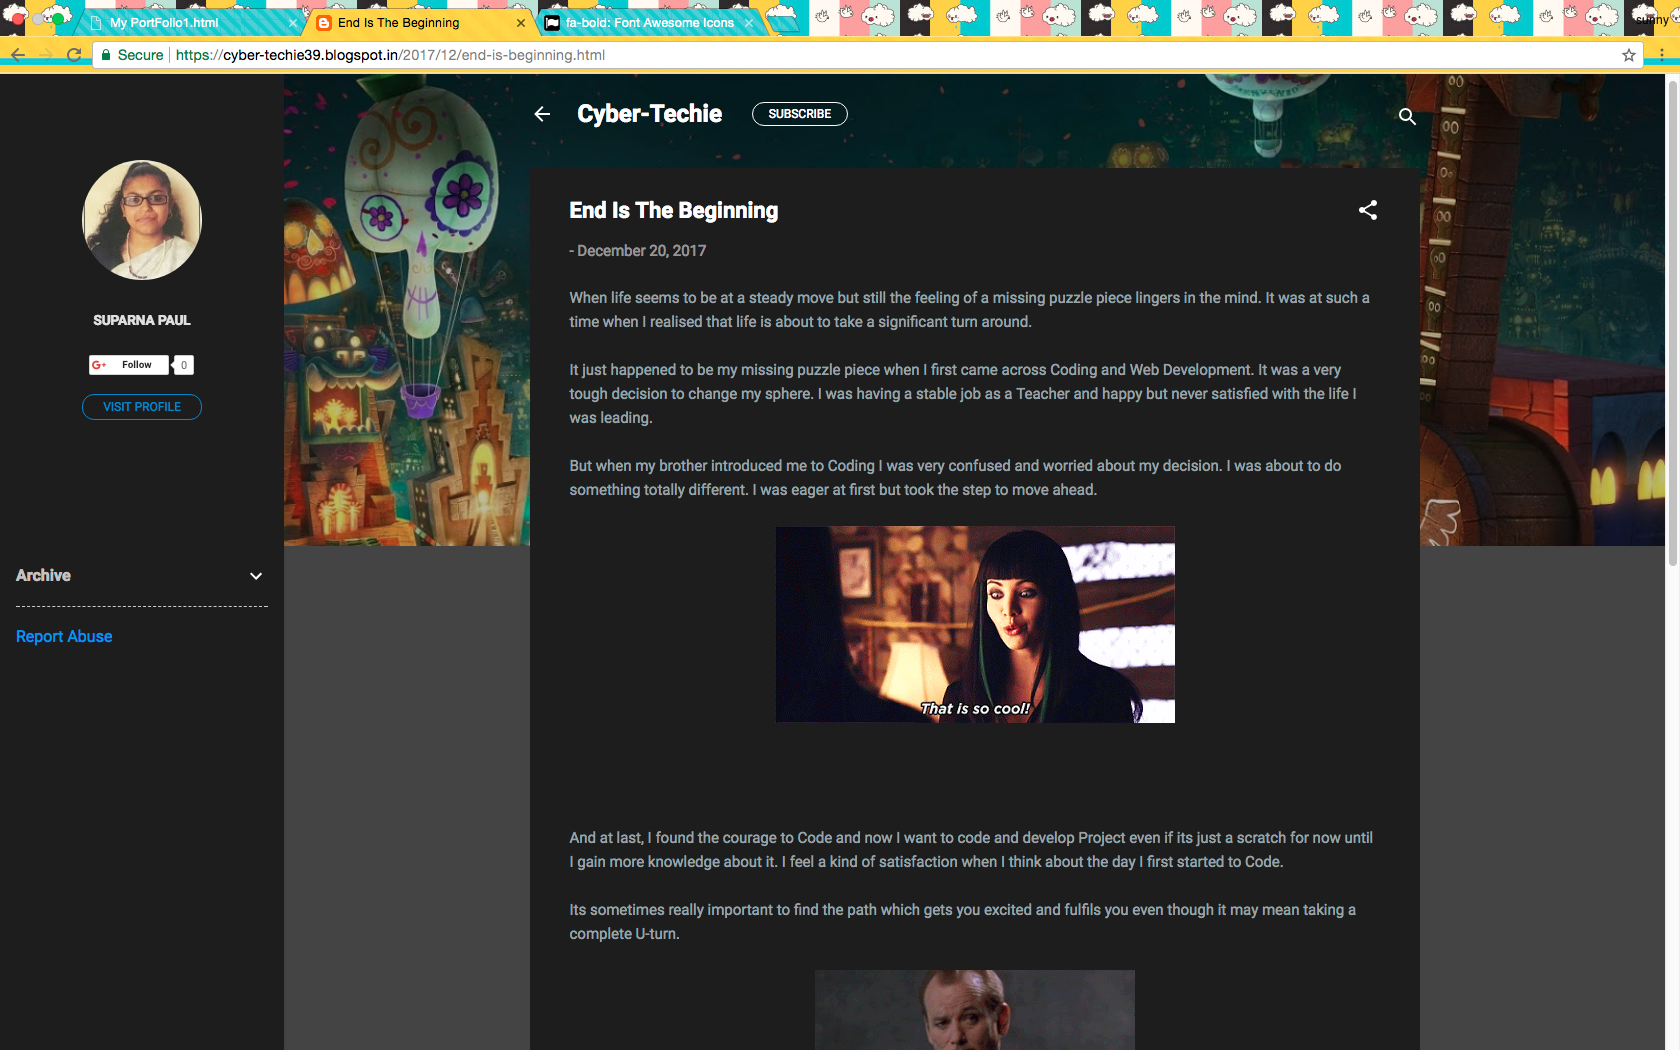 My PortFolio1.html
End Is The Beginning
fa-bold: Font Awesome Icons
sunny
Secure
https://cyber-techie39.blogspot.in/2017/12/end-is-beginning.html
Cyber-Techie
SUBSCRIBE
SUPARNA PAUL
G+ Follow 0
VISIT PROFILE
Archive
Report Abuse
End Is The Beginning
- December 20, 2017
When life seems to be at a steady move but still the feeling of a missing puzzle piece lingers in the mind. It was at such a
time when I realised that life is about to take a significant turn around.
It just happened to be my missing puzzle piece when I first came across Coding and Web Development. It was a very
tough decision to change my sphere. I was having a stable job as a Teacher and happy but never satisfied with the life I
was leading.
But when my brother introduced me to Coding I was very confused and worried about my decision. I was about to do
something totally different. I was eager at first but took the step to move ahead.
That is so cool!
And at last, I found the courage to Code and now I want to code and develop Project even if its just a scratch for now until
I gain more knowledge about it. I feel a kind of satisfaction when I think about the day I first started to Code.
Its sometimes really important to find the path which gets you excited and fulfils you even though it may mean taking a
complete U-turn.